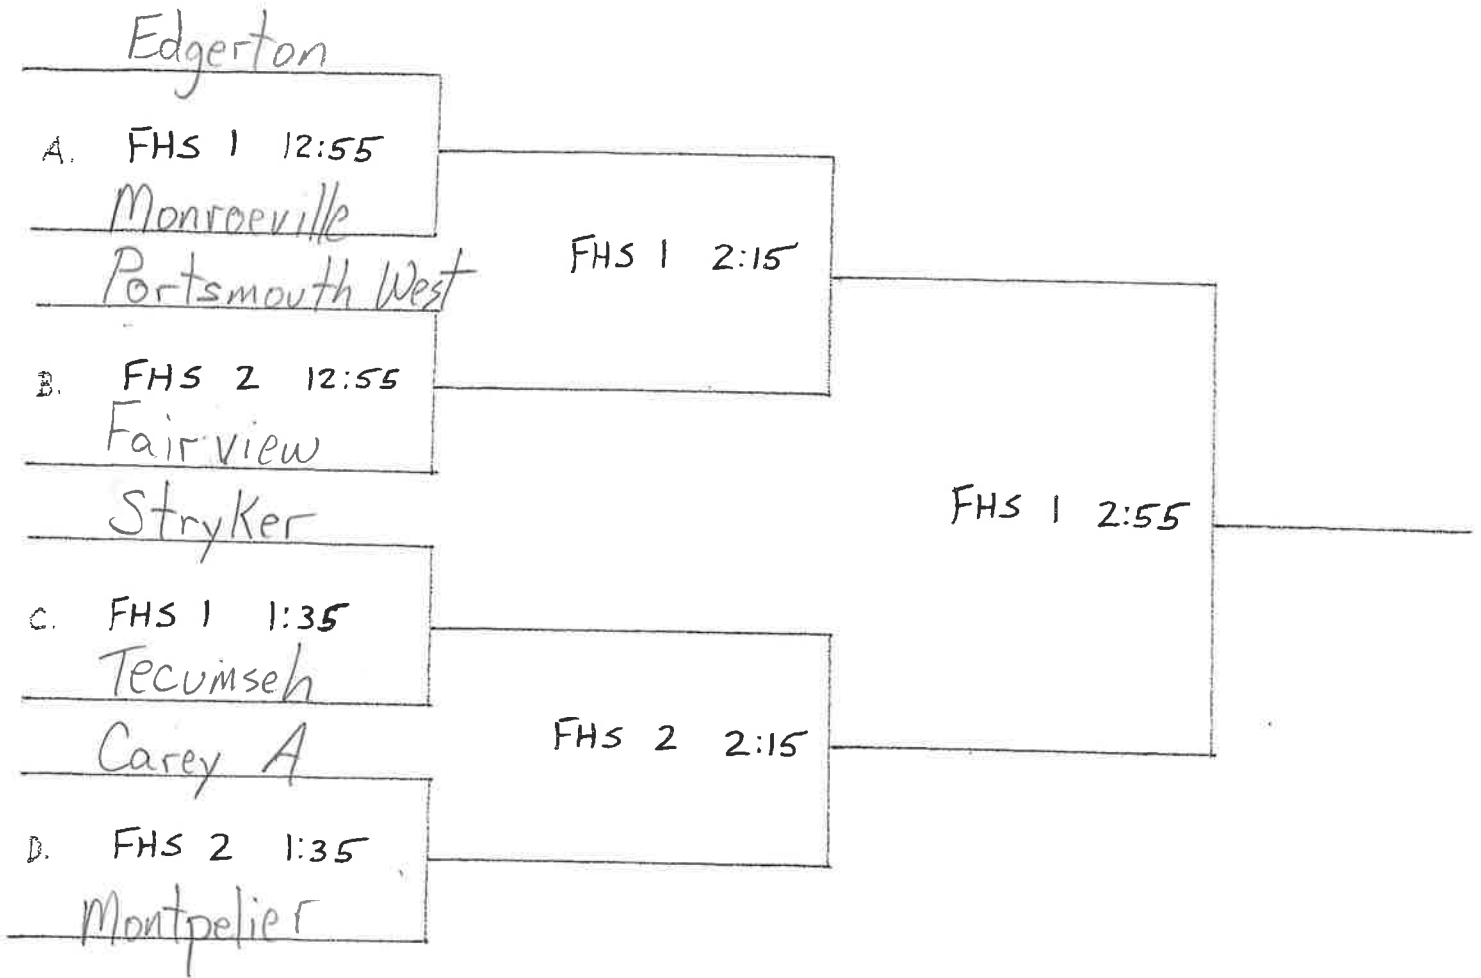 Edgerton
A. FHS 1 12:55
Monroeville
Portsmouth West
FHS 1 2:15
B. FHS 2 12:55
Fairview
Stryker
FHS 1 2:55
C. FHS 1 1:35
Tecumseh
Carey A
FHS 2 2:15
D. FHS 2 1:35
Montpelier